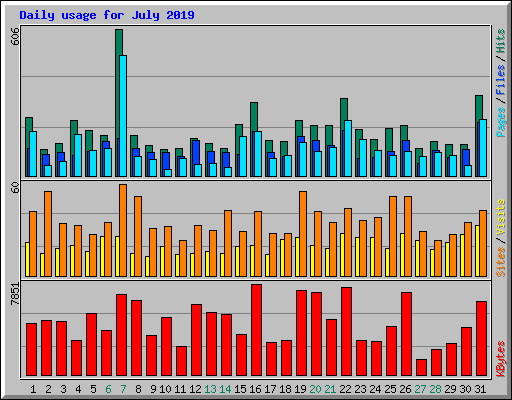 Daily usage for July 2019
606
Pages / Files / Hits
60
Sites / Visits
7851
KBytes
1 2 3 4 5 6 7 8 9 10 11 12 13 14 15 16 17 18 19 20 21 22 23 24 25 26 27 28 29 30 31